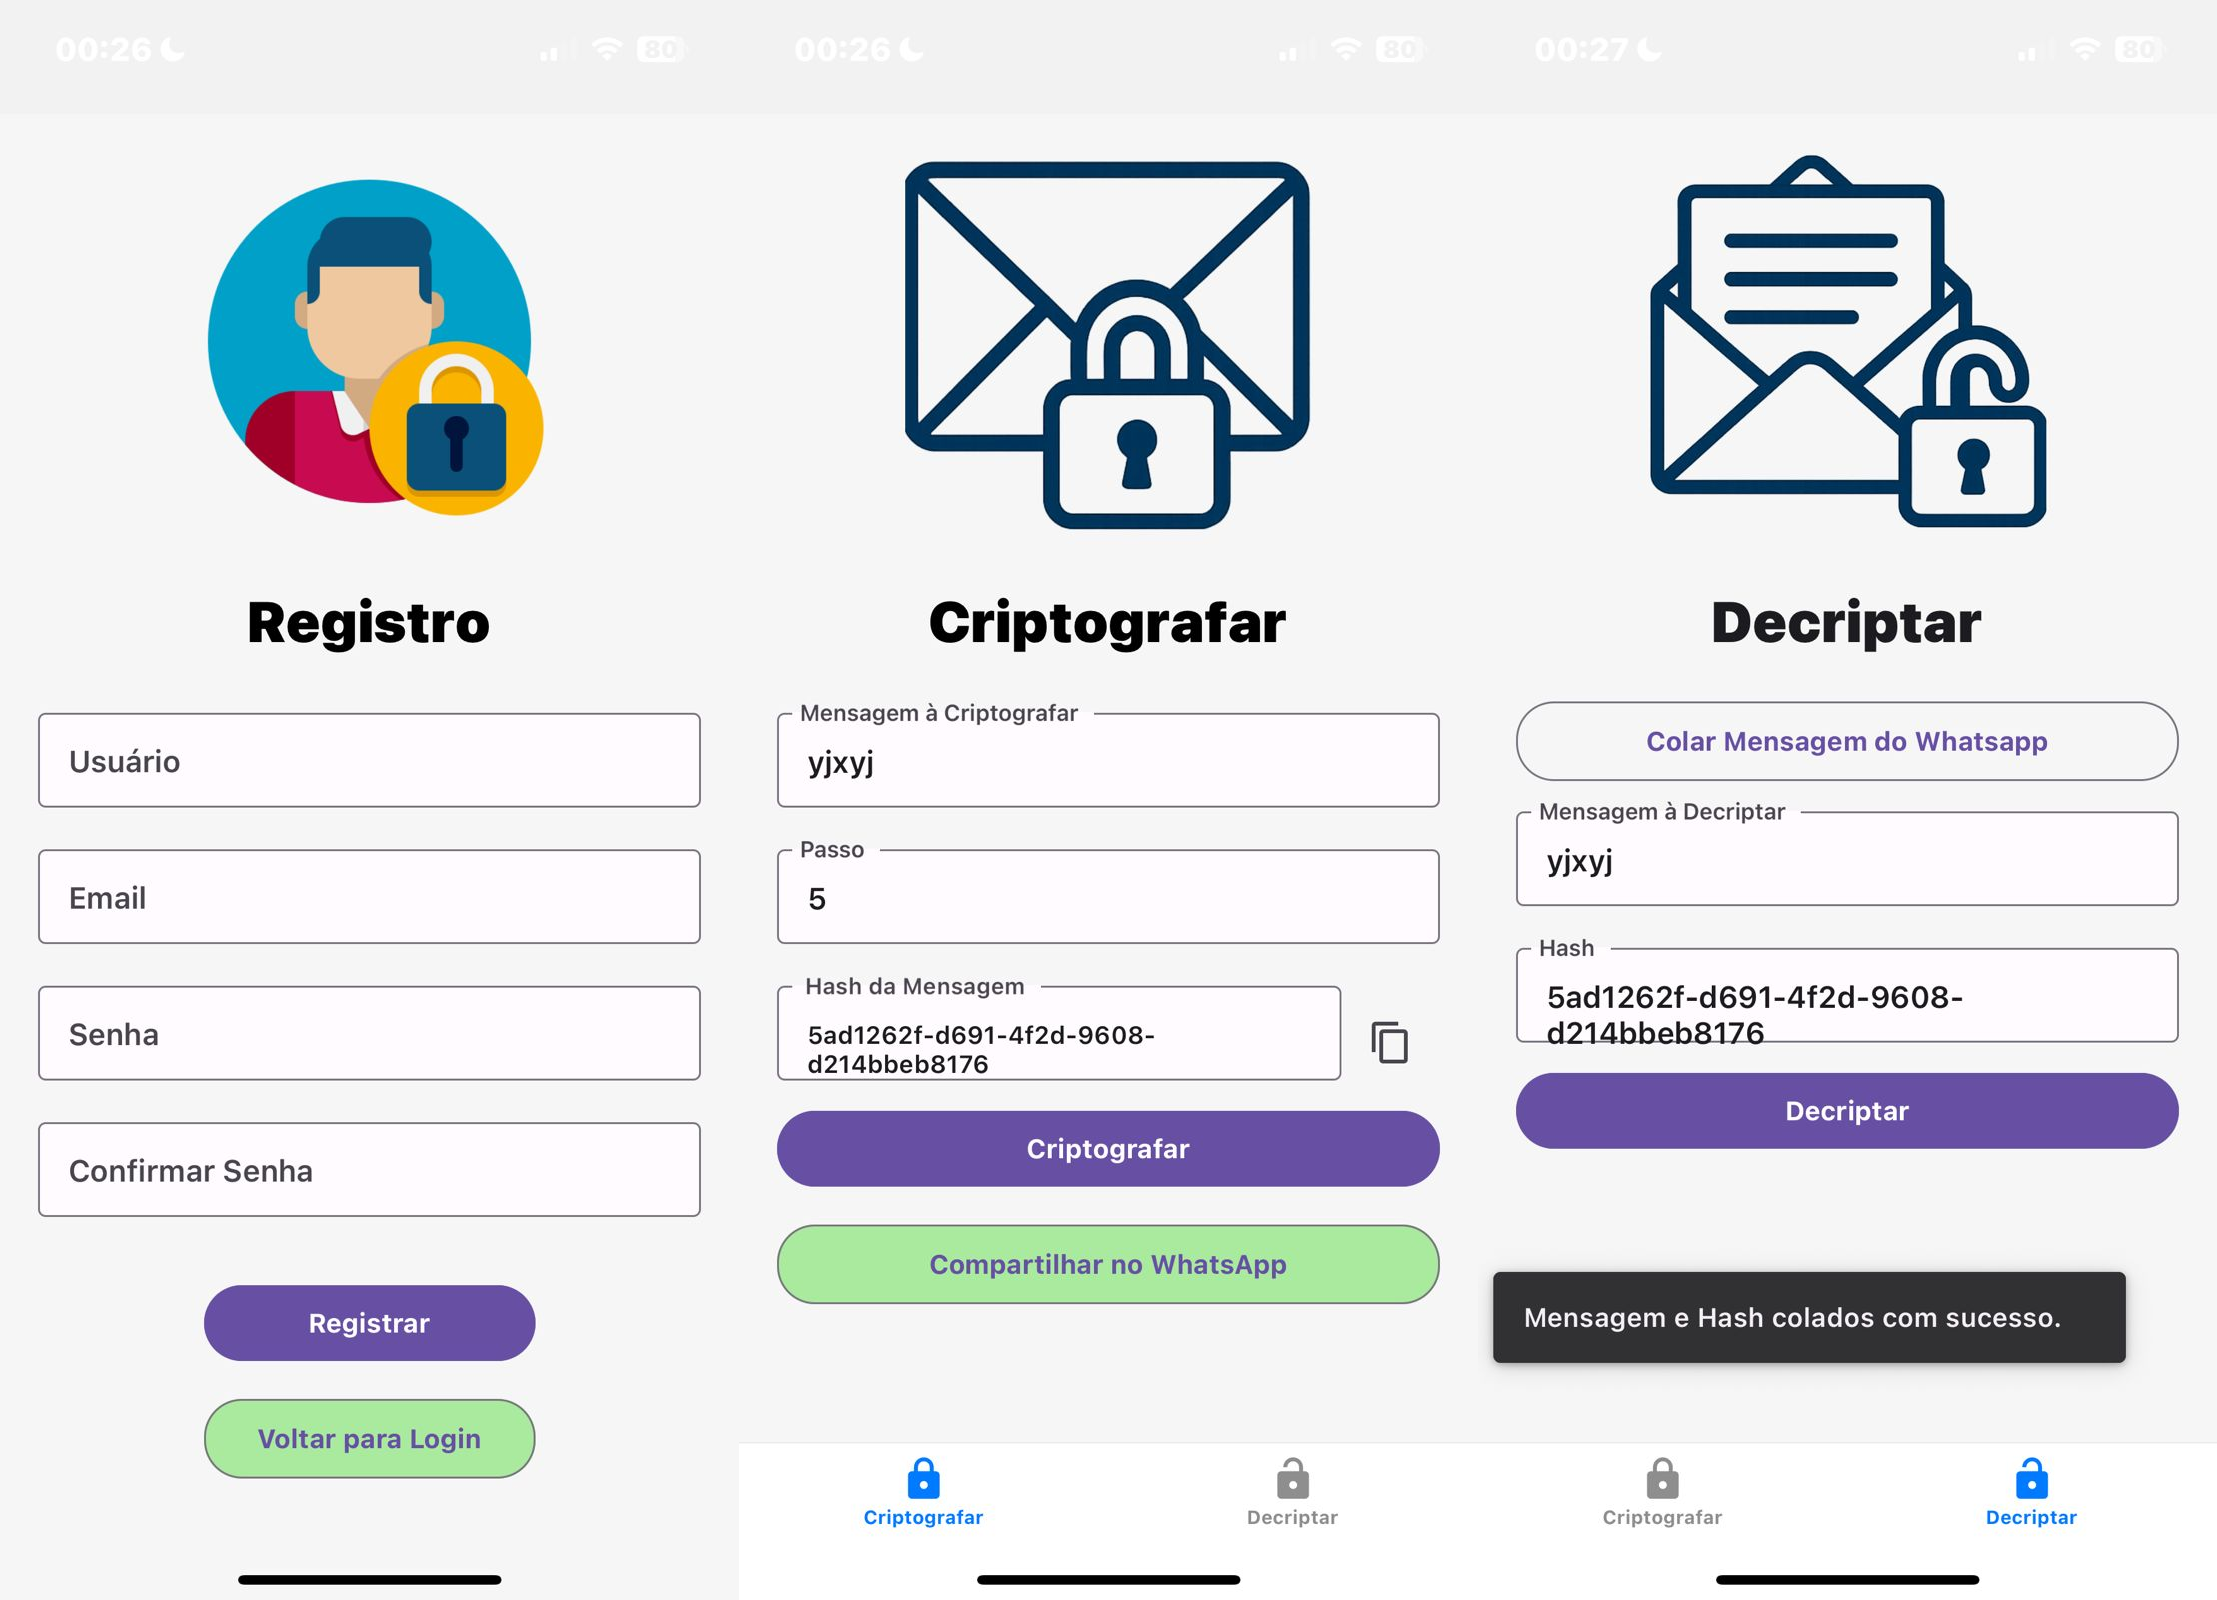 00:26
80
Registro
Usuário
Email
Senha
Confirmar Senha
Registrar
Voltar para Login
00:26
80
Criptografar
Mensagem à Criptografar
yjxyj
Passo
5
Hash da Mensagem
5ad1262f-d691-4f2d-9608-
d214bbeb8176
Criptografar
Compartilhar no WhatsApp
Criptografar
Decriptar
00:27
80
Decriptar
Colar Mensagem do Whatsapp
Mensagem à Decriptar
yjxyj
Hash
5ad1262f-d691-4f2d-9608-
d214bbeb8176
Decriptar
Mensagem e Hash colados com sucesso.
Criptografar
Decriptar